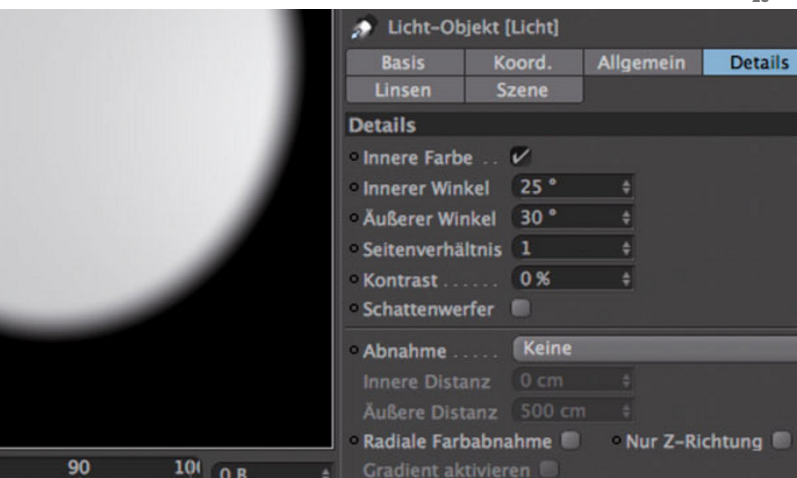 Licht-Objekt [Licht]
Basis Koord. Allgemein Details
Linsen Szene
Details
Innere Farbe . . ✓
Innerer Winkel 25 °
Äußerer Winkel 30 °
Seitenverhältnis 1
Kontrast . . . . . . 0 %
Schattenwerfer
Abnahme . . . . . Keine
Innere Distanz 0 cm
Äußere Distanz 500 cm
Radiale Farbabnahme Nur Z-Richtung
90 0 B Gradient aktivieren